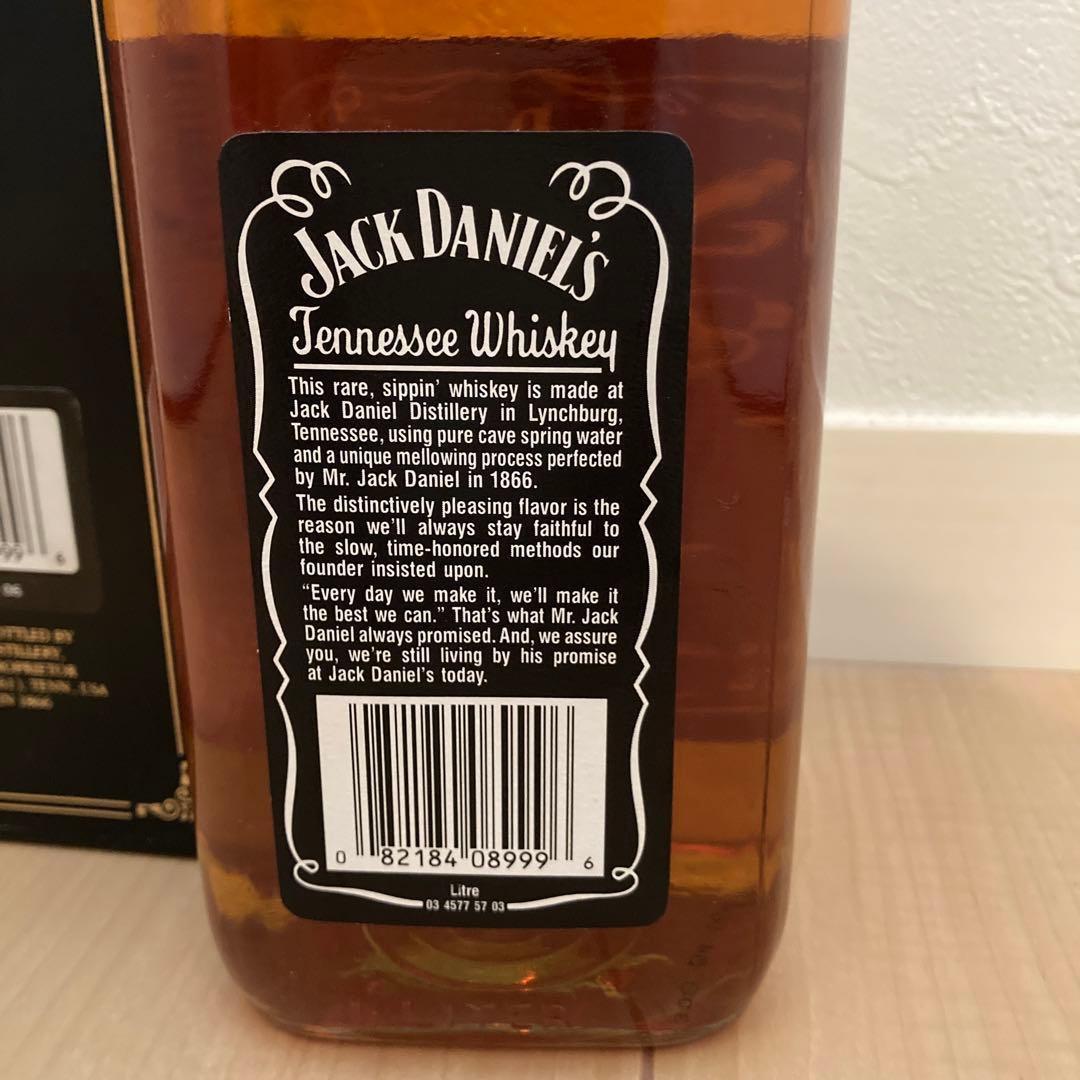 JACK DANIEL'S
Tennessee Whiskey
This rare, sippin' whiskey is made at
Jack Daniel Distillery in Lynchburg,
Tennessee, using pure cave spring water
and a unique mellowing process perfected
by Mr. Jack Daniel in 1866.
The distinctively pleasing flavor is the
reason we'll always stay faithful to
the slow, time-honored methods our
founder insisted upon.
"Every day we make it, we'll make it
the best we can." That's what Mr. Jack
Daniel always promised. And, we assure
you, we're still living by his promise
at Jack Daniel's today.
0 82184 08999 6
Litre
03 4577 57 03